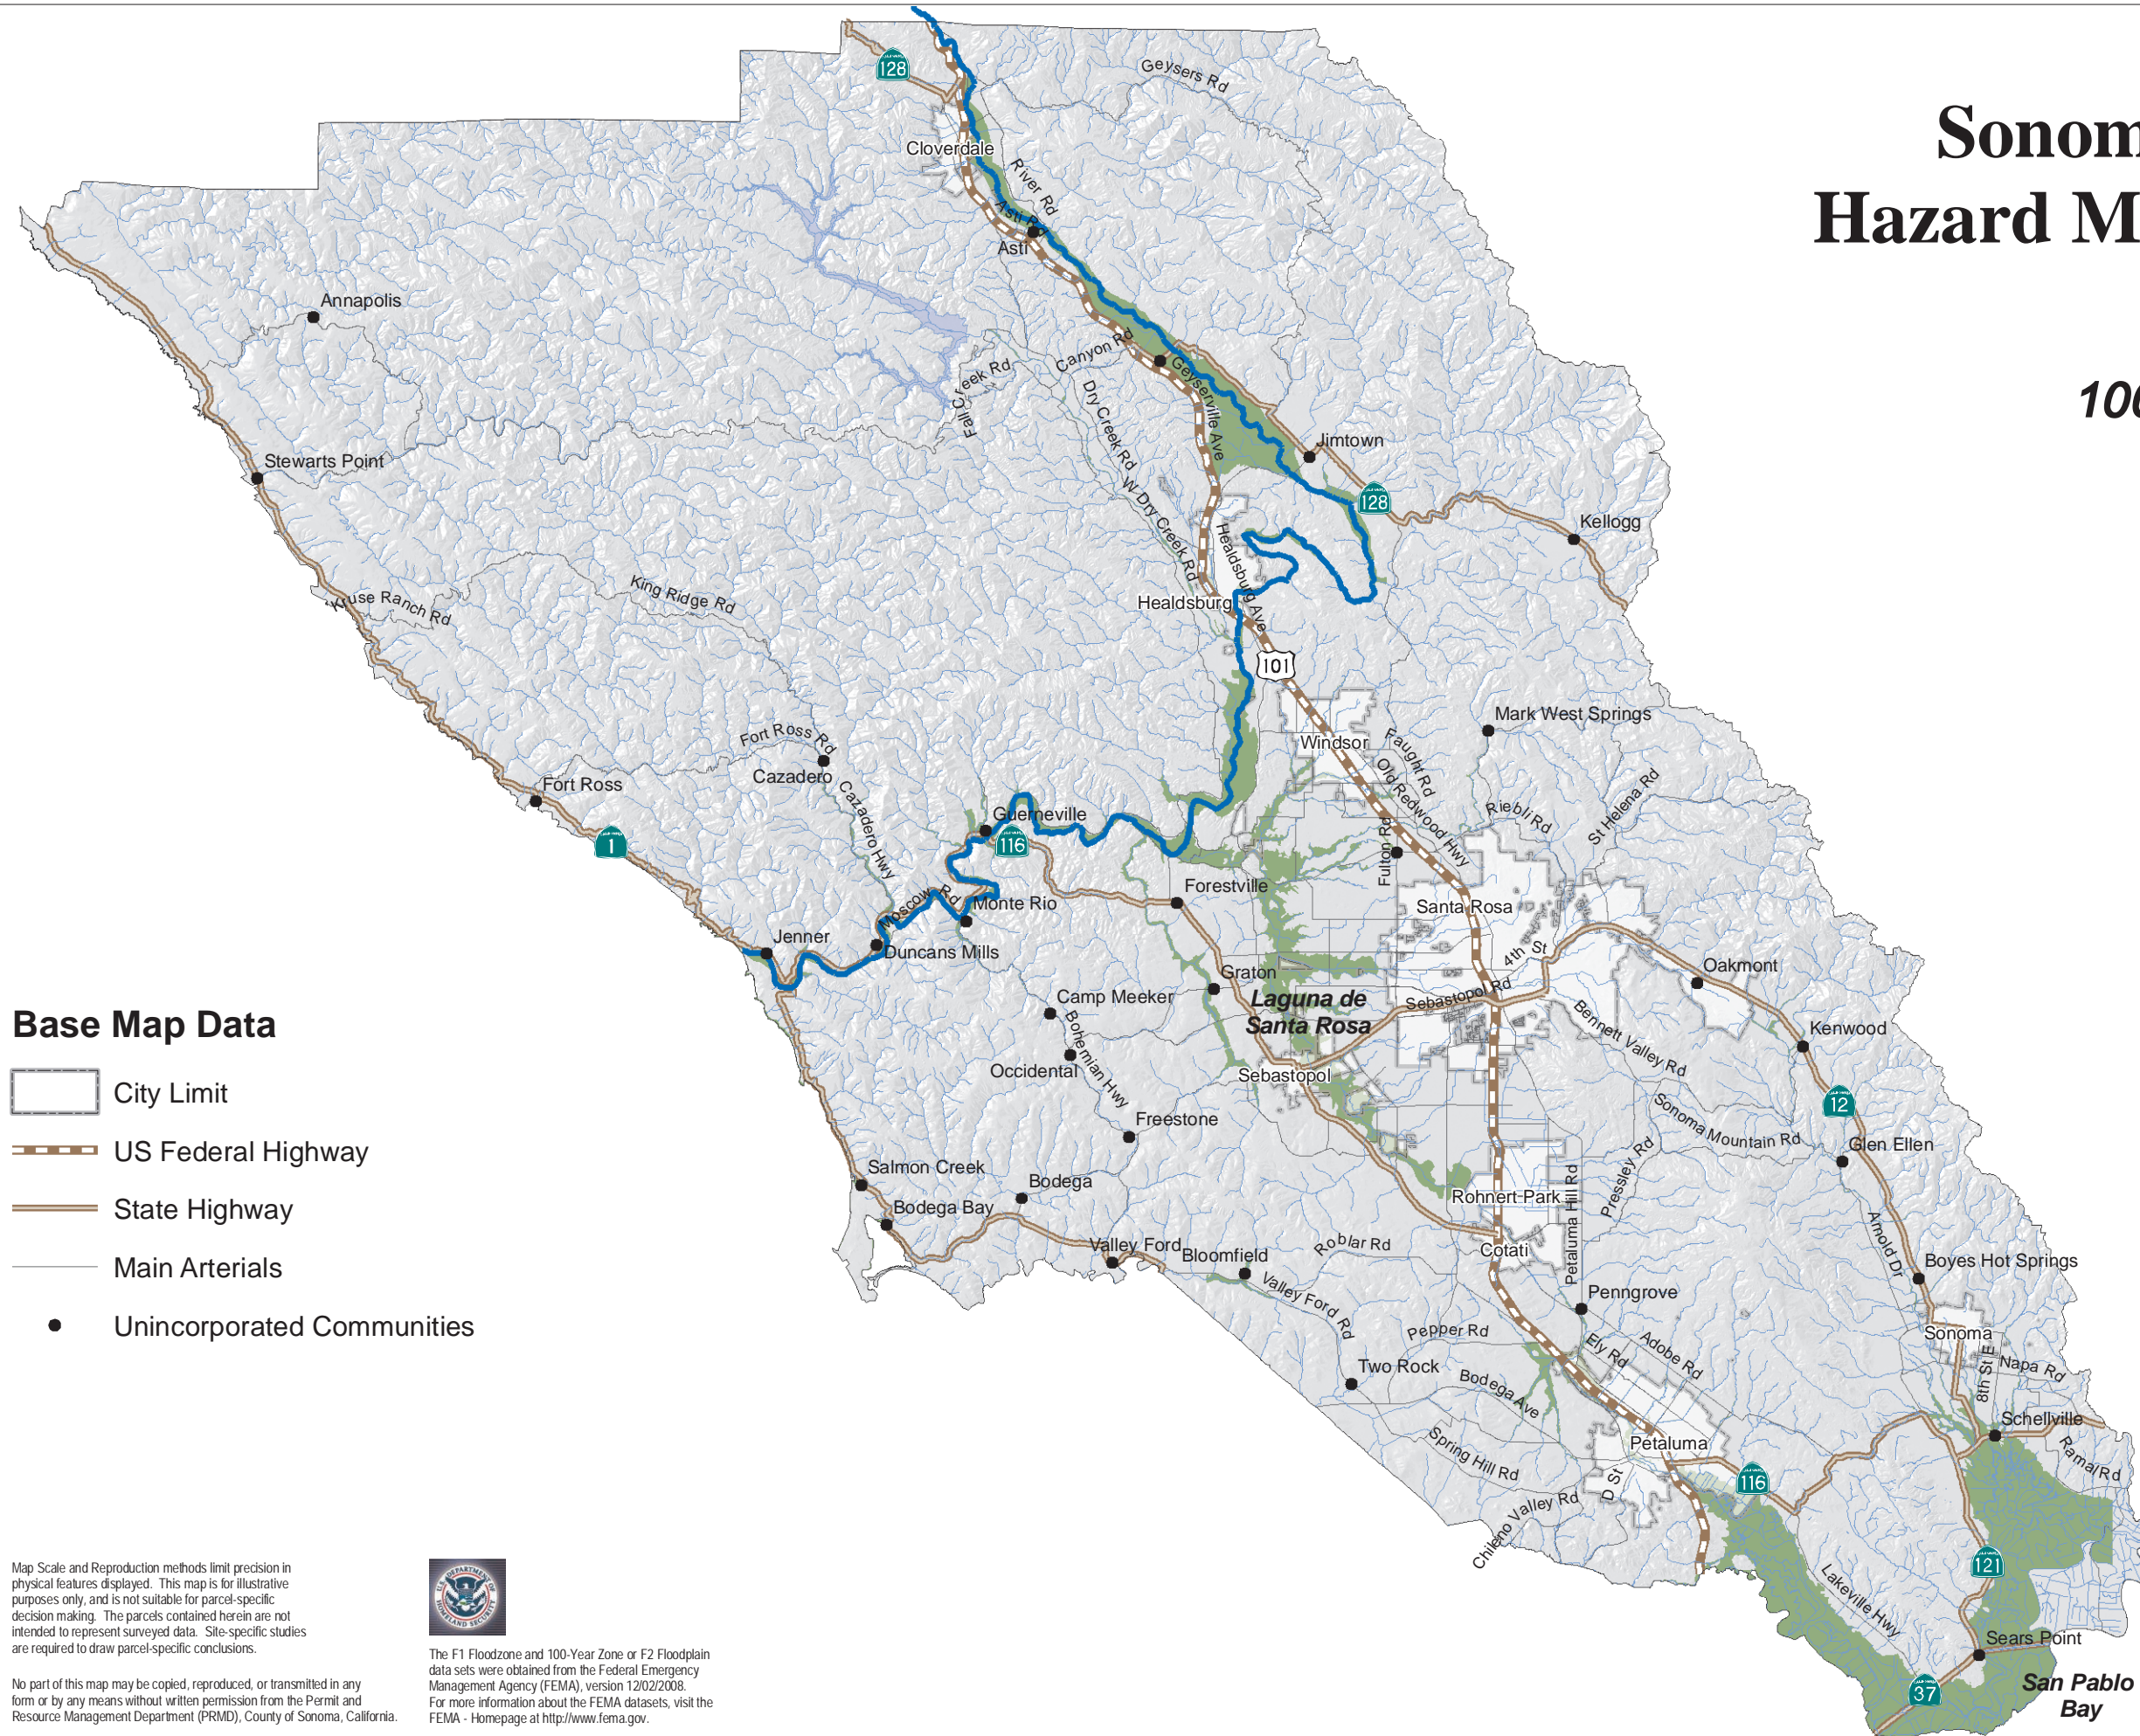 Sonom
Hazard M
100
128
Geysers Rd
Cloverdale
River Rd
Asti Rd
Asti
Annapolis
Canyon Rd
Geyserville Ave
Dry Creek Rd
Jimtown
Stewarts Point
W Dry Creek Rd
128
Kellogg
Healdsburg Ave
King Ridge Rd
Kruse Ranch Rd
Healdsburg
101
Mark West Springs
Windsor
Faught Rd
Fort Ross Rd
Old Redwood Hwy
Cazadero
Fort Ross
Cazadero Hwy
Riebli Rd
St Helena Rd
Guerneville
1
116
Fulton Rd
Forestville
Moscow Rd
Monte Rio
Santa Rosa
Jenner
Duncans Mills
4th St
Oakmont
Graton
Camp Meeker
Laguna de
Santa Rosa
Sebastopol Rd
Bohemian Hwy
Bennett Valley Rd
Kenwood
Occidental
Sebastopol
12
Freestone
Sonoma Mountain Rd
Glen Ellen
Salmon Creek
Bodega
Pressley Rd
Rohnert Park
Petaluma Hill Rd
Bodega Bay
Arnold Dr
Valley Ford
Bloomfield
Roblar Rd
Cotati
Boyes Hot Springs
Valley Ford Rd
Penngrove
Pepper Rd
Ely Rd
Adobe Rd
Sonoma
8th St E
Napa Rd
Two Rock
Bodega Ave
Schellville
Spring Hill Rd
Petaluma
Ramal Rd
D St
116
Chileno Valley Rd
121
Lakeville Hwy
Sears Point
37
San Pablo
Bay
Base Map Data
City Limit
US Federal Highway
State Highway
Main Arterials
Unincorporated Communities
Map Scale and Reproduction methods limit precision in
physical features displayed. This map is for illustrative
purposes only, and is not suitable for parcel-specific
decision making. The parcels contained herein are not
intended to represent surveyed data. Site-specific studies
are required to draw parcel-specific conclusions.
No part of this map may be copied, reproduced, or transmitted in any
form or by any means without written permission from the Permit and
Resource Management Department (PRMD), County of Sonoma, California.
U.S. DEPARTMENT OF
HOMELAND SECURITY
The F1 Floodzone and 100-Year Zone or F2 Floodplain
data sets were obtained from the Federal Emergency
Management Agency (FEMA), version 12/02/2008.
For more information about the FEMA datasets, visit the
FEMA - Homepage at http://www.fema.gov.